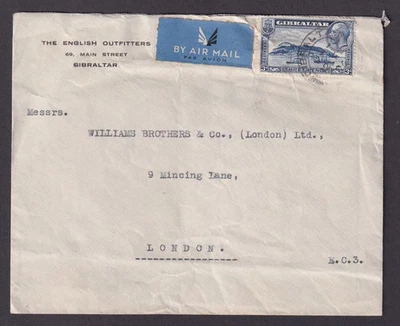 THE ENGLISH OUTFITTERS
69, MAIN STREET
GIBRALTAR
BY AIR MAIL
PAR AVION
GIBRALTAR
Messrs.
WILLIAMS BROTHERS & Co., (London) Ltd.,
9 Mincing Lane,
LONDON.
E.C.3.